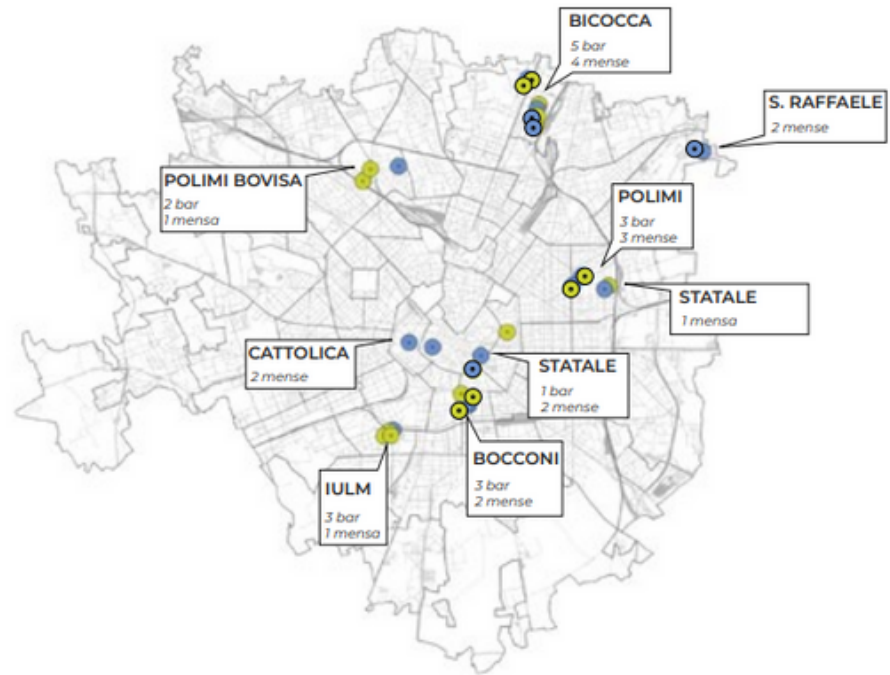 BICOCCA
5 bar
4 mense
S. RAFFAELE
2 mense
POLIMI BOVISA
2 bar
1 mensa
POLIMI
3 bar
3 mense
STATALE
1 mensa
CATTOLICA
2 mense
STATALE
1 bar
2 mense
BOCCONI
3 bar
2 mense
IULM
3 bar
1 mensa